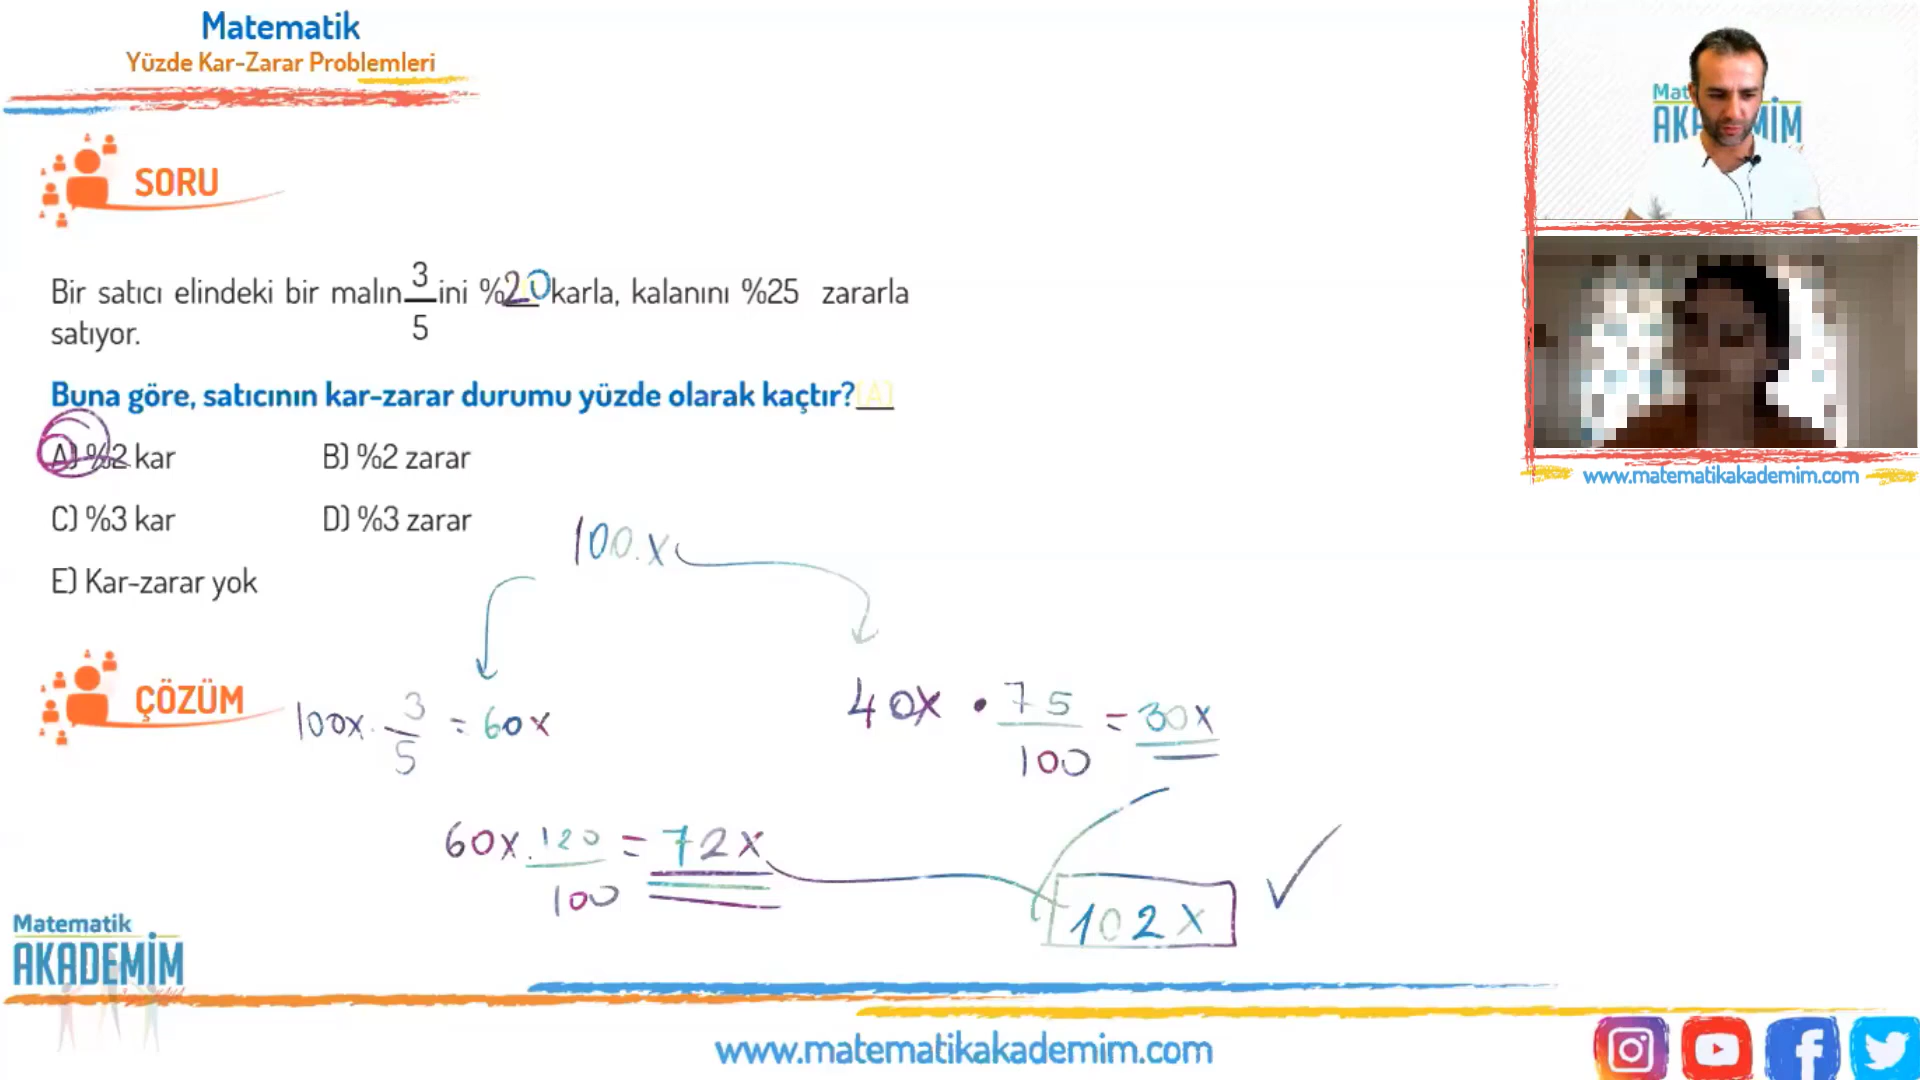 Matematik
Yüzde Kar-Zarar Problemleri
SORU
Bir satıcı elindeki bir malın 3/5 ini %20 karla, kalanını %25 zararla
satıyor.
Buna göre, satıcının kar-zarar durumu yüzde olarak kaçtır? [A]
A) %2 kar
B) %2 zarar
C) %3 kar
D) %3 zarar
E) Kar-zarar yok
100.x
ÇÖZÜM
100x . 3/5 = 60x
40x . 75/100 = 30x
60x . 120/100 = 72x
102x
Matematik
AKADEMİM
www.matematikakademim.com
Mat
AKADEMİM
www.matematikakademim.com